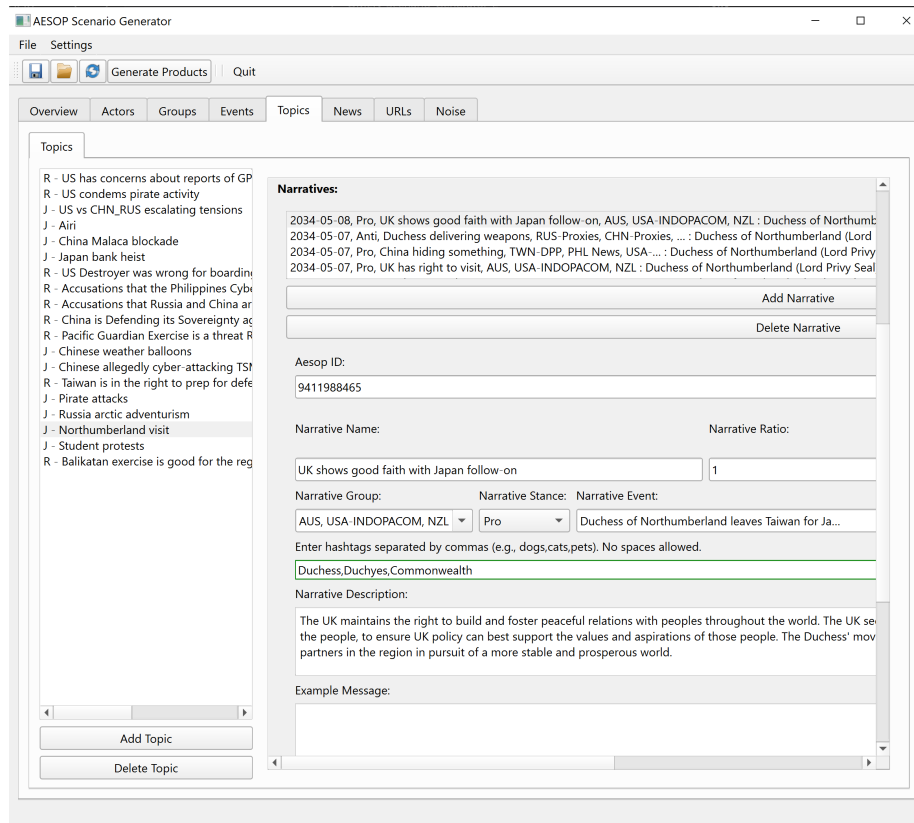 AESOP Scenario Generator
File Settings
Generate Products Quit
Overview Actors Groups Events Topics News URLs Noise
Topics
R - US has concerns about reports of GP
R - US condems pirate activity
J - US vs CHN_RUS escalating tensions
J - Airi
J - China Malaca blockade
J - Japan bank heist
R - US Destroyer was wrong for boarding
R - Accusations that the Philippines Cybe
R - Accusations that Russia and China ar
R - China is Defending its Sovereignty ag
R - Pacific Guardian Exercise is a threat R
J - Chinese weather balloons
J - Chinese allegedly cyber-attacking TSM
R - Taiwan is in the right to prep for defe
J - Pirate attacks
J - Russia arctic adventurism
J - Northumberland visit
J - Student protests
R - Balikatan exercise is good for the reg
Add Topic
Delete Topic
Narratives:
2034-05-08, Pro, UK shows good faith with Japan follow-on, AUS, USA-INDOPACOM, NZL : Duchess of Northumb
2034-05-07, Anti, Duchess delivering weapons, RUS-Proxies, CHN-Proxies, ... : Duchess of Northumberland (Lord
2034-05-07, Pro, China hiding something, TWN-DPP, PHL News, USA-... : Duchess of Northumberland (Lord Privy
2034-05-07, Pro, UK has right to visit, AUS, USA-INDOPACOM, NZL : Duchess of Northumberland (Lord Privy Seal
Add Narrative
Delete Narrative
Aesop ID:
9411988465
Narrative Name: Narrative Ratio:
UK shows good faith with Japan follow-on 1
Narrative Group: Narrative Stance: Narrative Event:
AUS, USA-INDOPACOM, NZL Pro Duchess of Northumberland leaves Taiwan for Ja...
Enter hashtags separated by commas (e.g., dogs,cats,pets). No spaces allowed.
Duchess,Duchyes,Commonwealth
Narrative Description:
The UK maintains the right to build and foster peaceful relations with peoples throughout the world. The UK se
the people, to ensure UK policy can best support the values and aspirations of those people. The Duchess' mov
partners in the region in pursuit of a more stable and prosperous world.
Example Message: